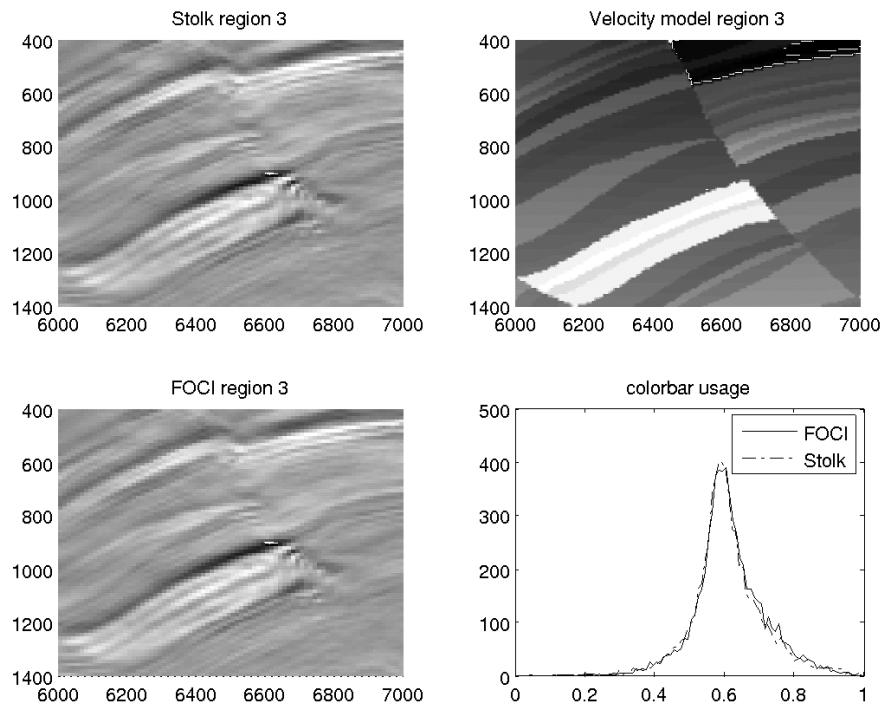 Stolk region 3
400
600
800
1000
1200
1400
6000 6200 6400 6600 6800 7000
Velocity model region 3
400
600
800
1000
1200
1400
6000 6200 6400 6600 6800 7000
FOCI region 3
400
600
800
1000
1200
1400
6000 6200 6400 6600 6800 7000
colorbar usage
500
400
300
200
100
0
0 0.2 0.4 0.6 0.8 1
FOCI
Stolk